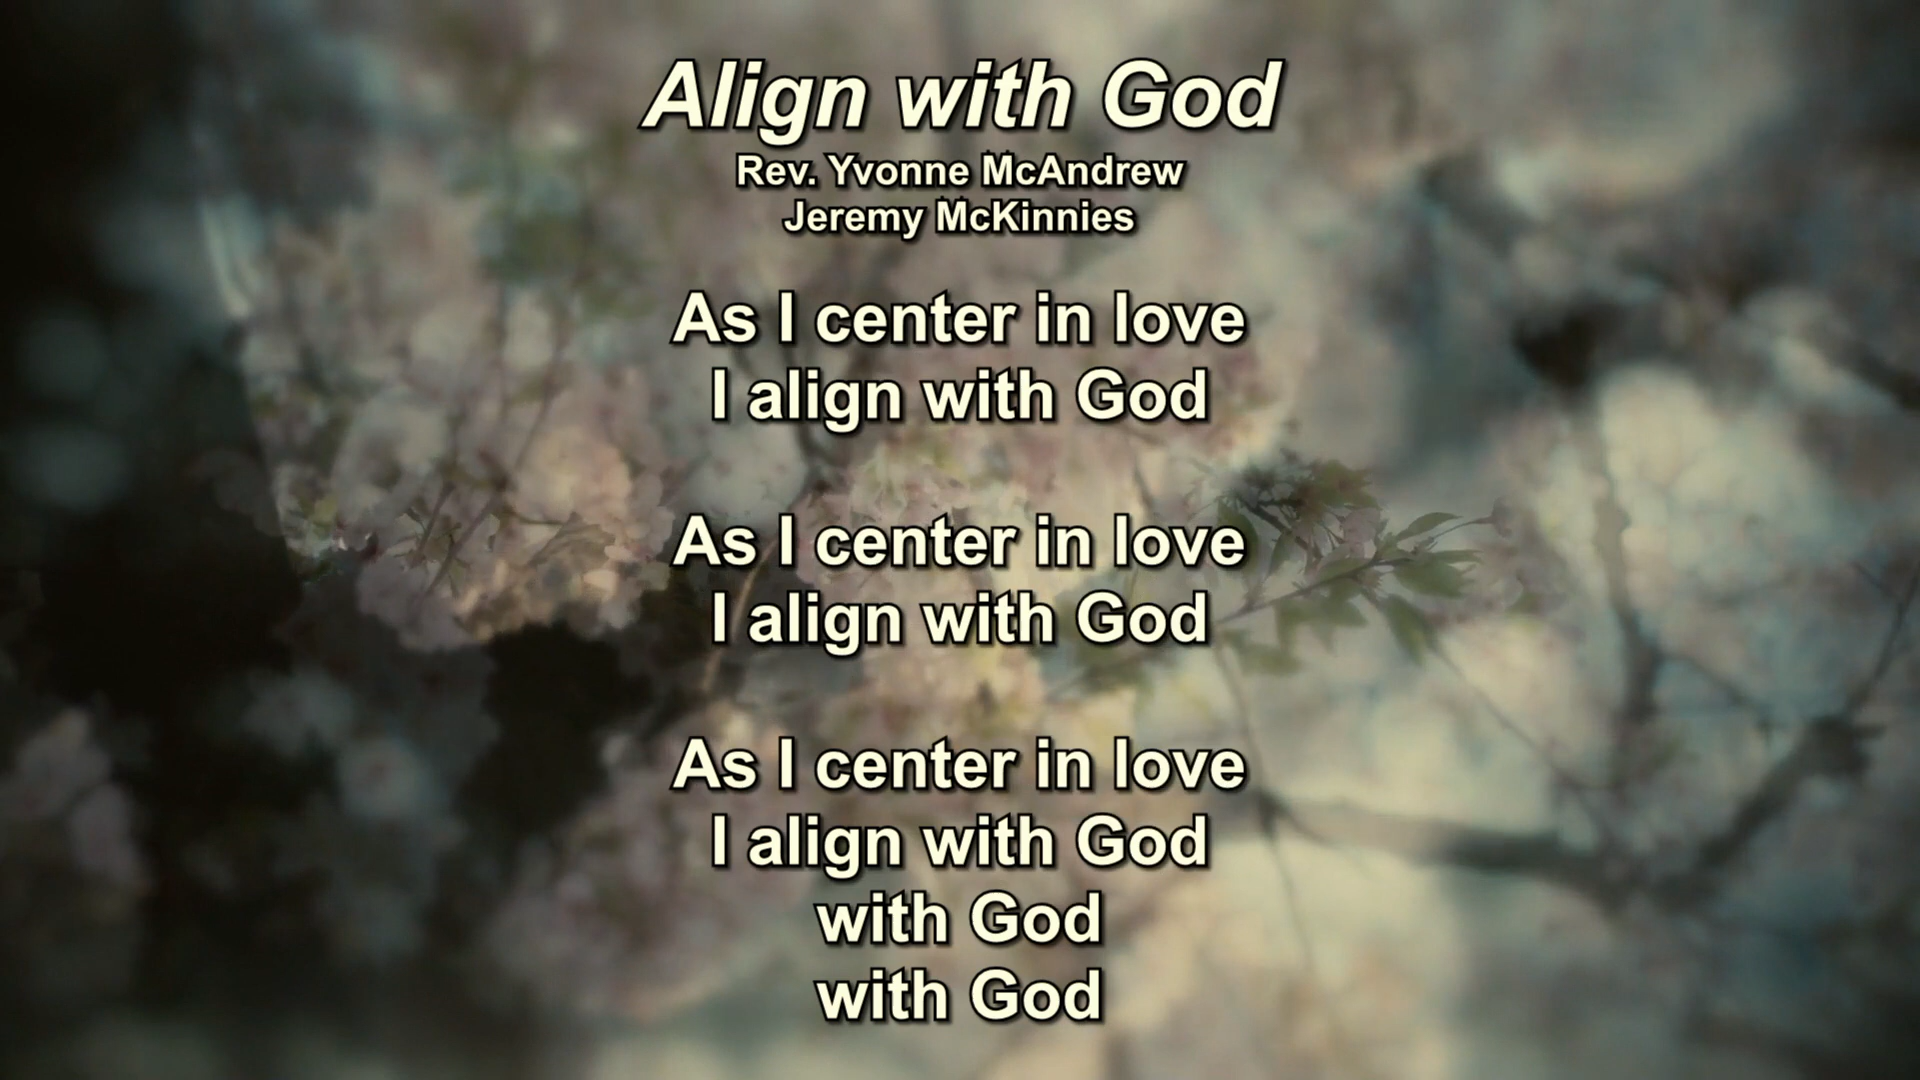 Align with God
Rev. Yvonne McAndrew
Jeremy McKinnies
As I center in love
I align with God
As I center in love
I align with God
As I center in love
I align with God
with God
with God